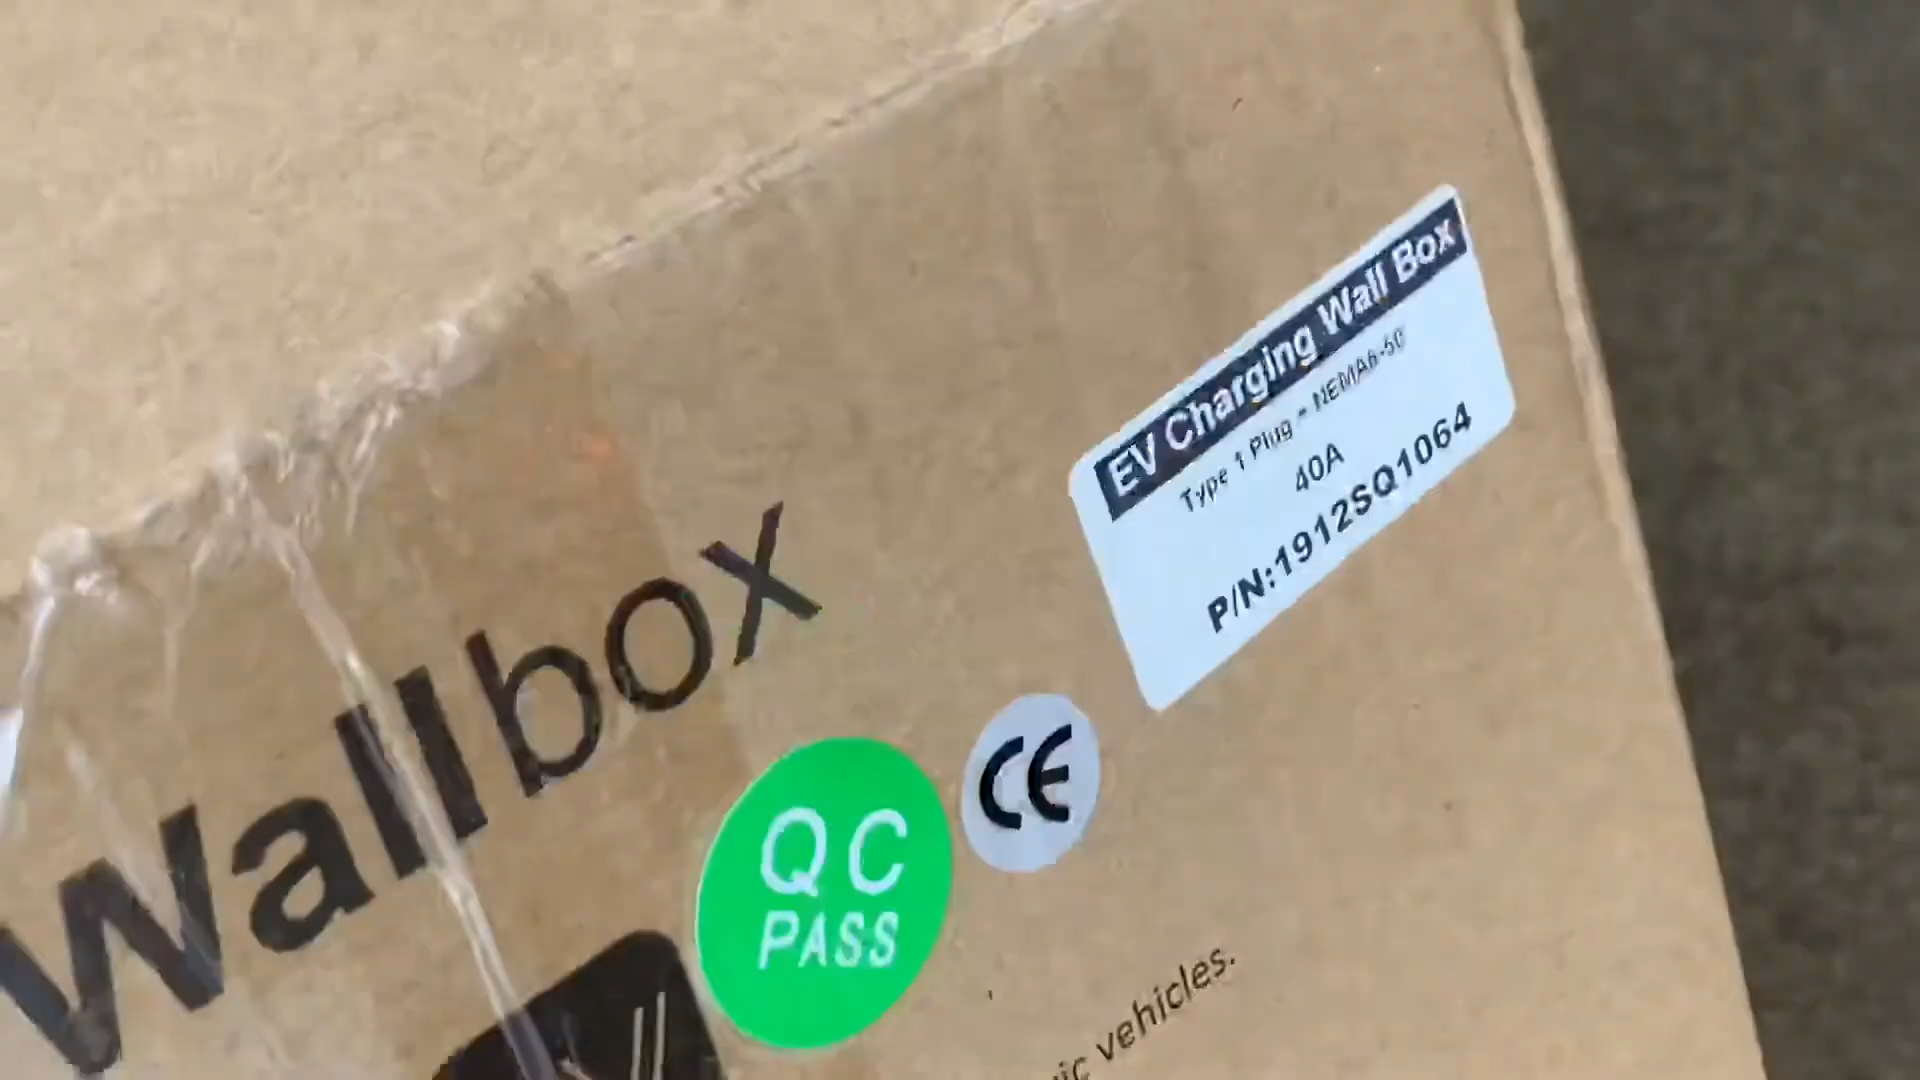 EV Charging Wall Box
Type 1 Plug - NEMA6-50
40A
P/N:1912SQ1064
Wallbox
QC
PASS
CE
vehicles.